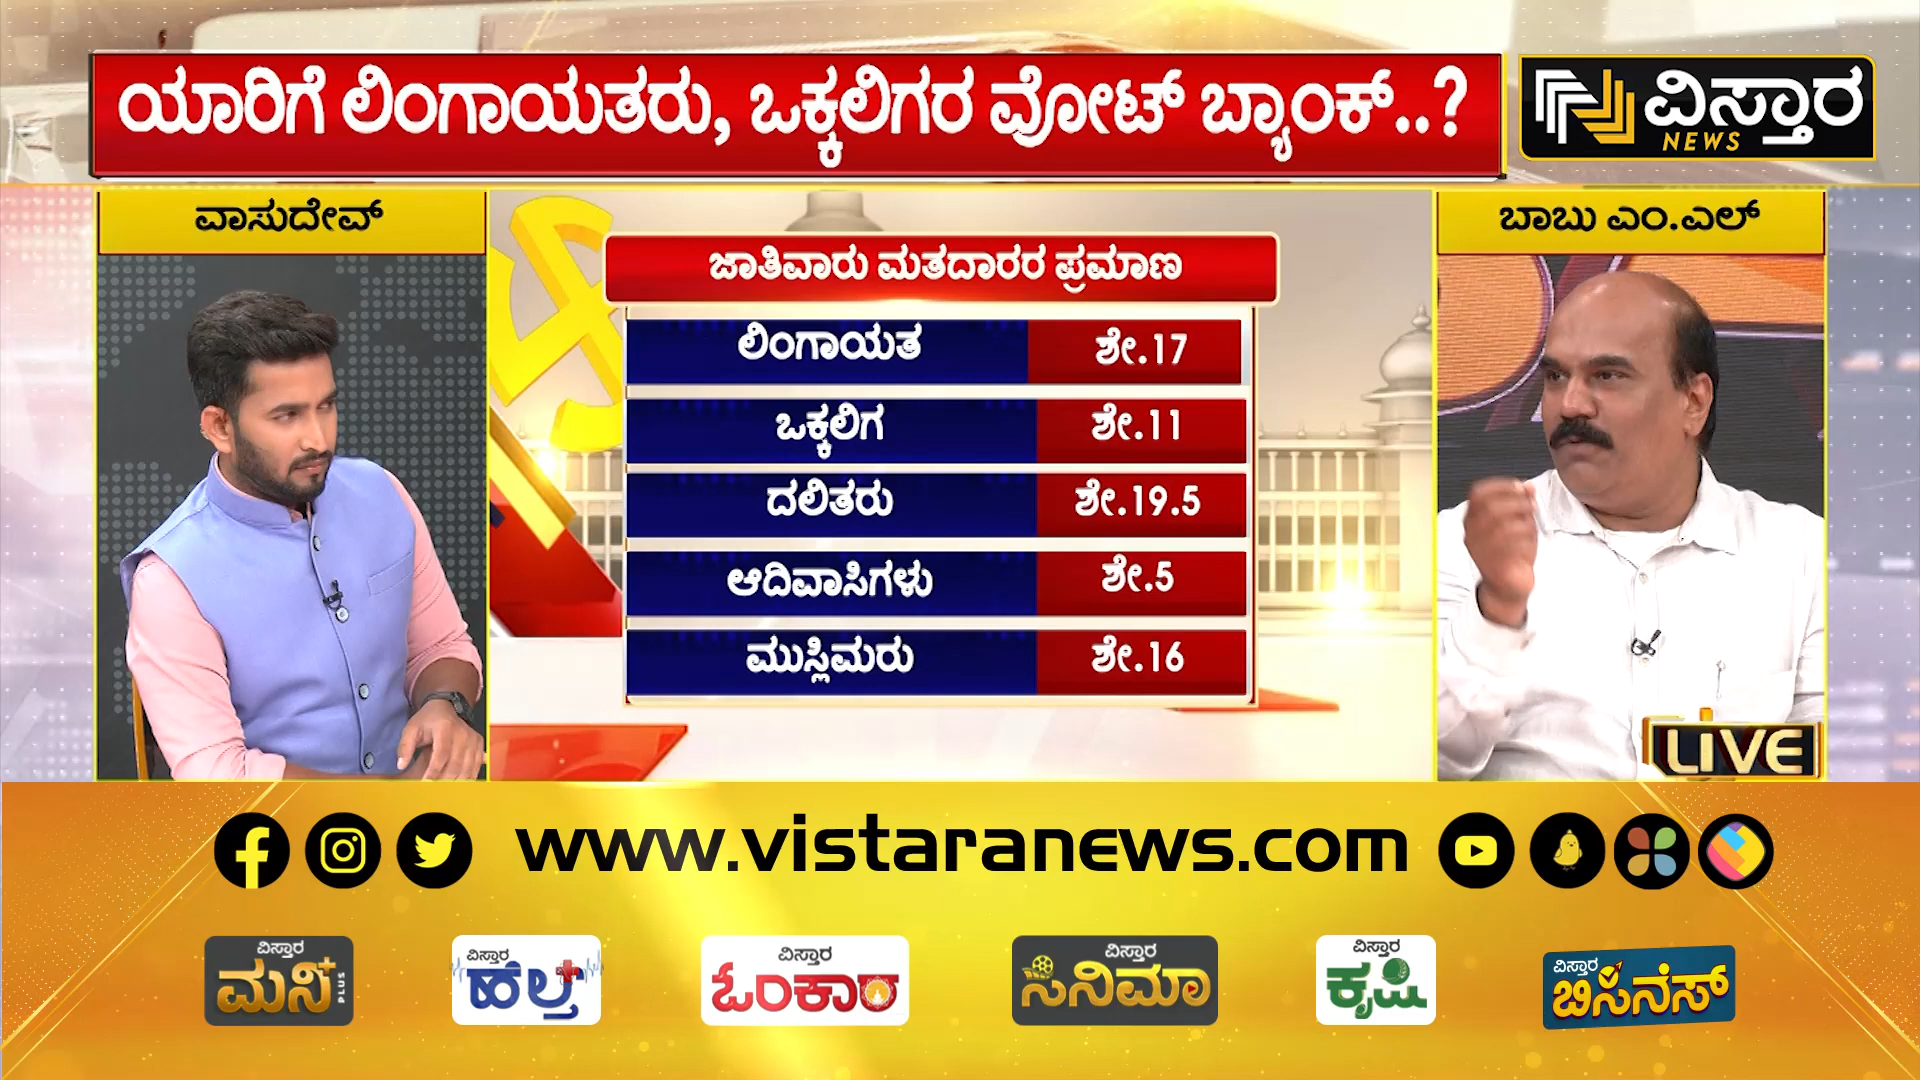 ಯಾರಿಗೆ ಲಿಂಗಾಯತರು, ಒಕ್ಕಲಿಗರ ವೋಟ್ ಬ್ಯಾಂಕ್..?
ವಿಸ್ತಾರ
NEWS
ವಾಸುದೇವ್
ಬಾಬು ಎಂ.ಎಲ್
ಜಾತಿವಾರು ಮತದಾರರ ಪ್ರಮಾಣ
ಲಿಂಗಾಯತ ಶೇ.17
ಒಕ್ಕಲಿಗ ಶೇ.11
ದಲಿತರು ಶೇ.19.5
ಆದಿವಾಸಿಗಳು ಶೇ.5
ಮುಸ್ಲಿಮರು ಶೇ.16
LIVE
www.vistaranews.com
ವಿಸ್ತಾರ ಮನಿ+ PLUS
ವಿಸ್ತಾರ ಹೆಲ್ತ್
ವಿಸ್ತಾರ ಓಂಕಾರ
ವಿಸ್ತಾರ ಸಿನಿಮಾ
ವಿಸ್ತಾರ ಕೃಷಿ
ವಿಸ್ತಾರ ಬಿಸಿನೆಸ್